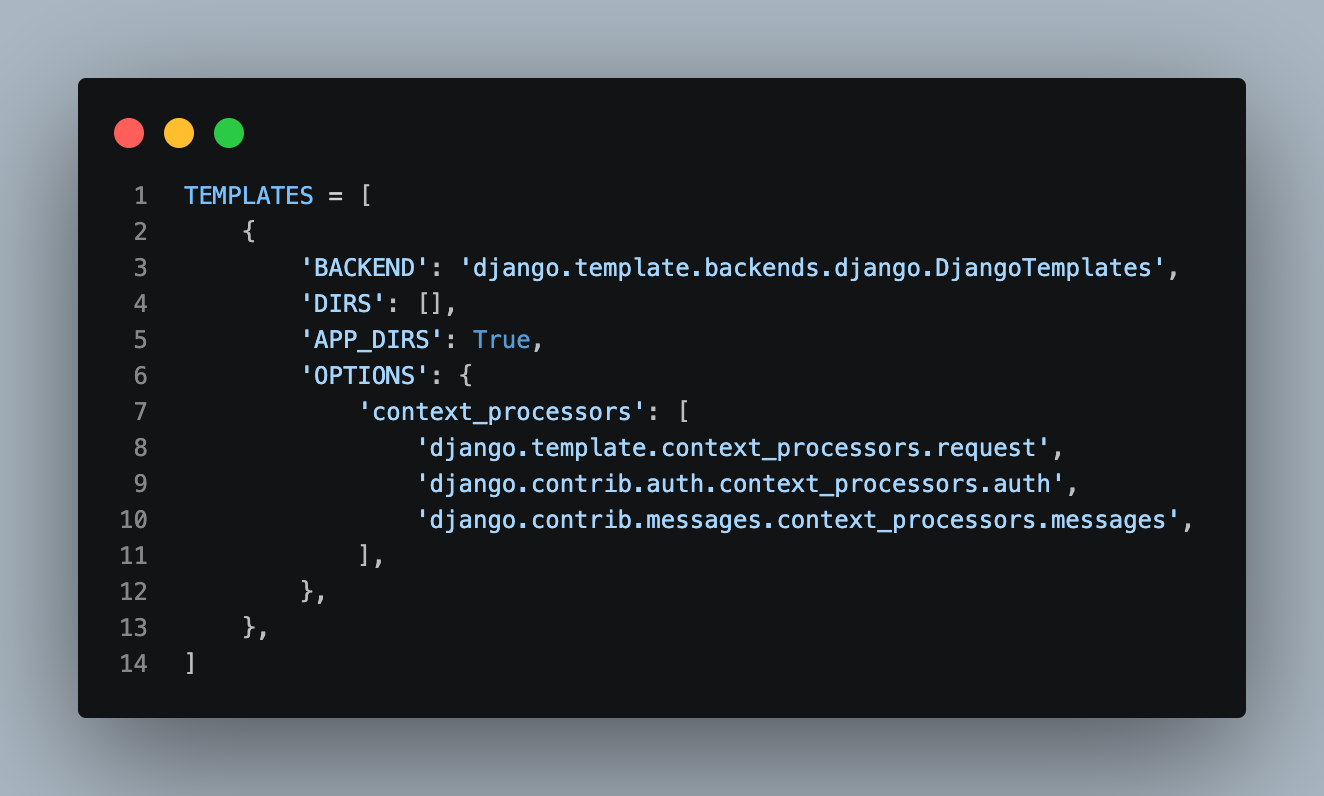 1 TEMPLATES = [
2     {
3         'BACKEND': 'django.template.backends.django.DjangoTemplates',
4         'DIRS': [],
5         'APP_DIRS': True,
6         'OPTIONS': {
7             'context_processors': [
8                 'django.template.context_processors.request',
9                 'django.contrib.auth.context_processors.auth',
10                 'django.contrib.messages.context_processors.messages',
11             ],
12         },
13     },
14 ]